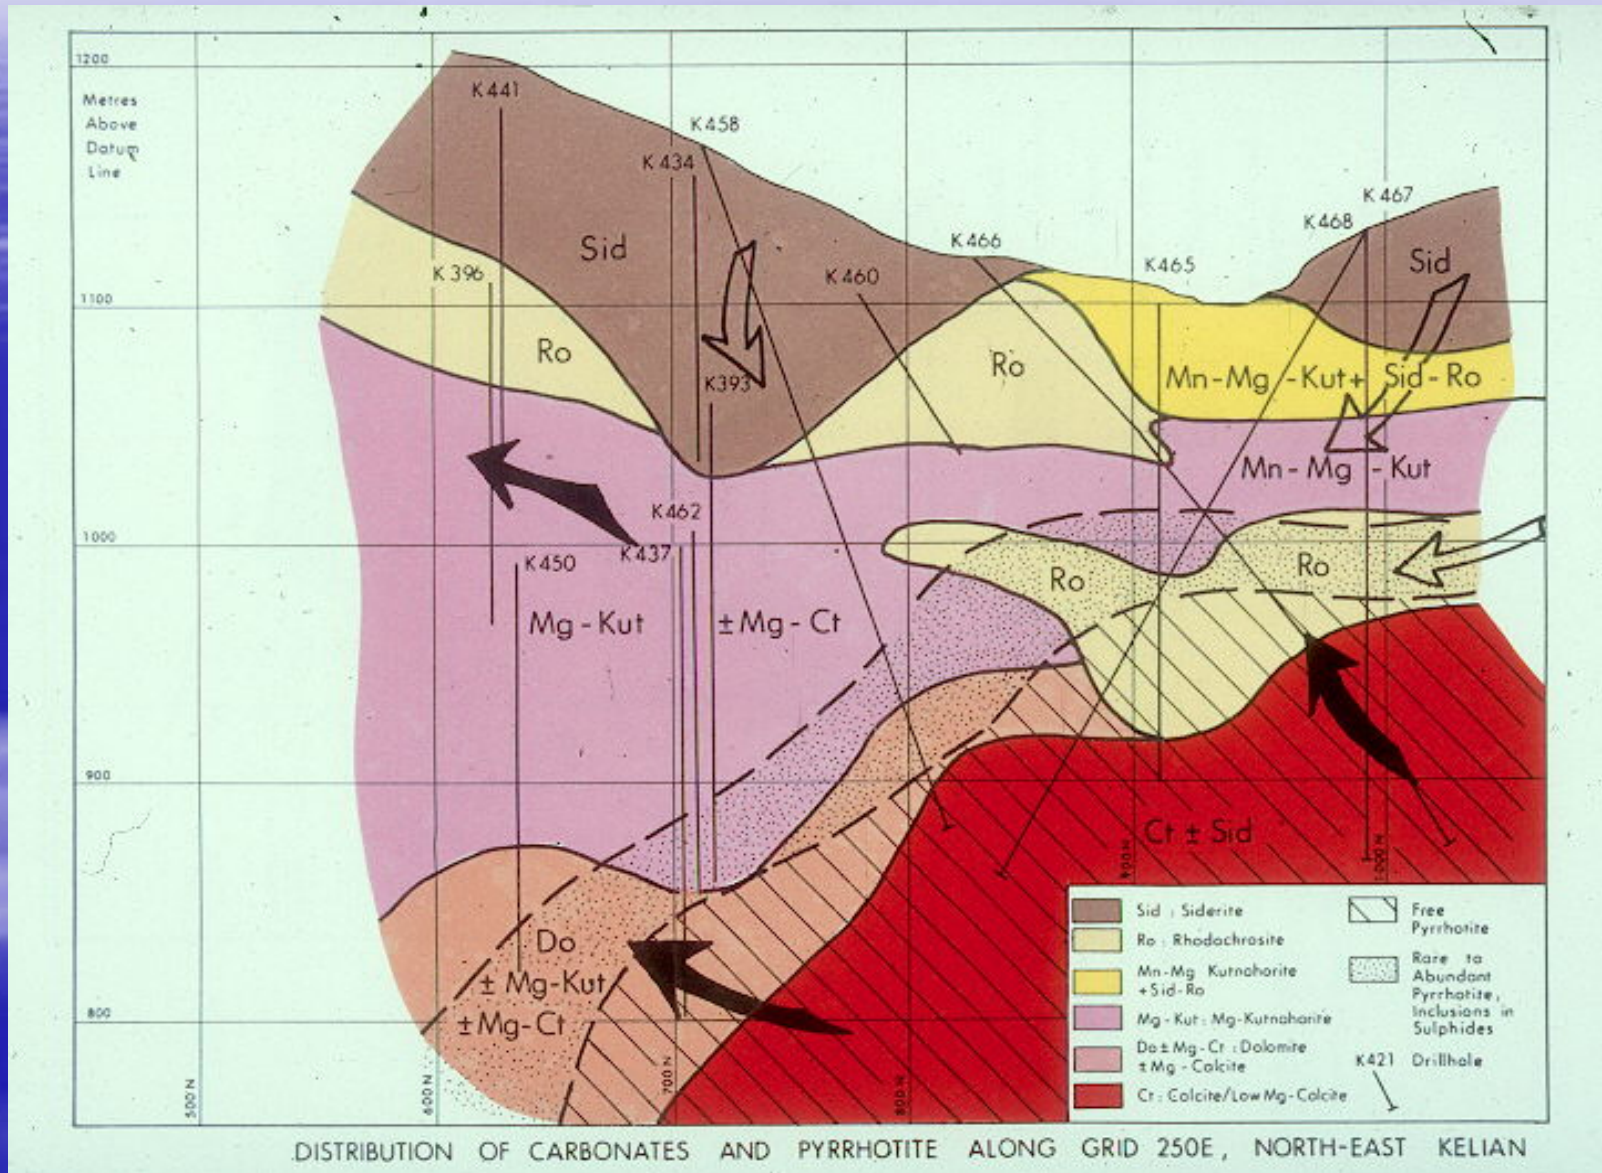 1200
Metres
Above
Datum
Line
K441
K458
K 434
K 467
K468
K466
K465
K 460
K 396
Sid
Sid
1100
Ro
Ro
K393
Mn-Mg-Kut+ Sid-Ro
Mn-Mg-Kut
K462
1000
K437
K450
Ro
Ro
Mg-Kut
±Mg-Ct
900
Ct ± Sid
Do
± Mg-Kut
±Mg-Ct
800
500 N
600 N
700 N
800 N
900 N
1000 N
Sid : Siderite
Ro : Rhodochrosite
Mn-Mg Kutnahorite
+Sid-Ro
Mg-Kut : Mg-Kutnahorite
Do±Mg-Ct : Dolomite
±Mg-Calcite
Ct : Calcite/Low Mg-Calcite
Free
Pyrrhotite
Rare to
Abundant
Pyrrhotite,
Inclusions in
Sulphides
K421 Drillhole
DISTRIBUTION OF CARBONATES AND PYRRHOTITE ALONG GRID 250E, NORTH-EAST KELIAN